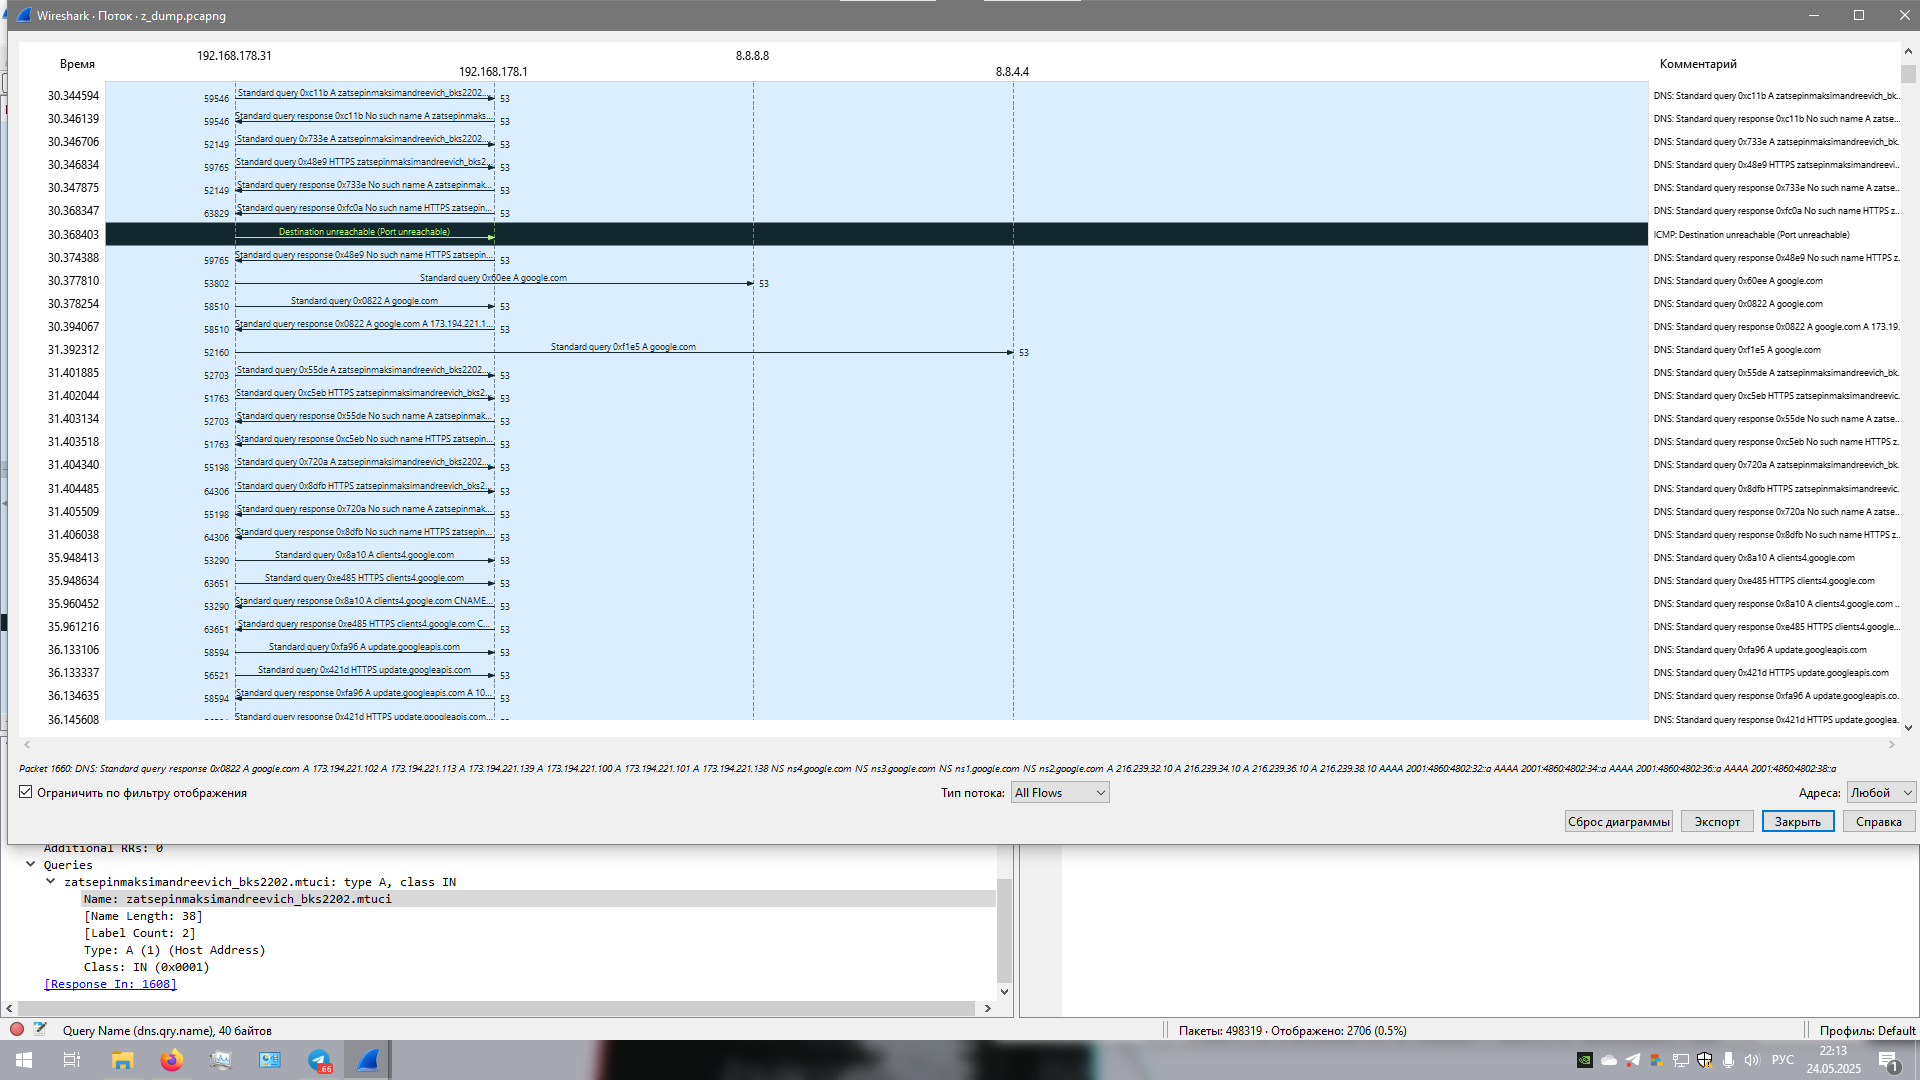 Wireshark · Поток · z_dump.pcapng
192.168.178.31 8.8.8.8
Время 192.168.178.1 8.8.4.4 Комментарий
30.344594 59546 Standard query 0xc11b A zatsepinmaksimandreevich_bks2202... 53 DNS: Standard query 0xc11b A zatsepinmaksimandreevich_bk...
30.346139 59546 Standard query response 0xc11b No such name A zatsepinmaks... 53 DNS: Standard query response 0xc11b No such name A zatse...
30.346706 52149 Standard query 0x733e A zatsepinmaksimandreevich_bks2202... 53 DNS: Standard query 0x733e A zatsepinmaksimandreevich_bk...
30.346834 59765 Standard query 0x48e9 HTTPS zatsepinmaksimandreevich_bks2... 53 DNS: Standard query 0x48e9 HTTPS zatsepinmaksimandreevi...
30.347875 52149 Standard query response 0x733e No such name A zatsepinmak... 53 DNS: Standard query response 0x733e No such name A zatse...
30.368347 63829 Standard query response 0xfc0a No such name HTTPS zatsepin... 53 DNS: Standard query response 0xfc0a No such name HTTPS z...
30.368403 Destination unreachable (Port unreachable) ICMP: Destination unreachable (Port unreachable)
30.374388 59765 Standard query response 0x48e9 No such name HTTPS zatsepin... 53 DNS: Standard query response 0x48e9 No such name HTTPS z...
30.377810 53802 Standard query 0x60ee A google.com 53 DNS: Standard query 0x60ee A google.com
30.378254 58510 Standard query 0x0822 A google.com 53 DNS: Standard query 0x0822 A google.com
30.394067 58510 Standard query response 0x0822 A google.com A 173.194.221.1... 53 DNS: Standard query response 0x0822 A google.com A 173.19...
31.392312 52160 Standard query 0xf1e5 A google.com 53 DNS: Standard query 0xf1e5 A google.com
31.401885 52703 Standard query 0x55de A zatsepinmaksimandreevich_bks2202... 53 DNS: Standard query 0x55de A zatsepinmaksimandreevich_bk...
31.402044 51763 Standard query 0xc5eb HTTPS zatsepinmaksimandreevich_bks2... 53 DNS: Standard query 0xc5eb HTTPS zatsepinmaksimandreevic...
31.403134 52703 Standard query response 0x55de No such name A zatsepinmak... 53 DNS: Standard query response 0x55de No such name A zatse...
31.403518 51763 Standard query response 0xc5eb No such name HTTPS zatsepin... 53 DNS: Standard query response 0xc5eb No such name HTTPS z...
31.404340 55198 Standard query 0x720a A zatsepinmaksimandreevich_bks2202... 53 DNS: Standard query 0x720a A zatsepinmaksimandreevich_bk...
31.404485 64306 Standard query 0x8dfb HTTPS zatsepinmaksimandreevich_bks2... 53 DNS: Standard query 0x8dfb HTTPS zatsepinmaksimandreevic...
31.405509 55198 Standard query response 0x720a No such name A zatsepinmak... 53 DNS: Standard query response 0x720a No such name A zatse...
31.406038 64306 Standard query response 0x8dfb No such name HTTPS zatsepin... 53 DNS: Standard query response 0x8dfb No such name HTTPS z...
35.948413 53290 Standard query 0x8a10 A clients4.google.com 53 DNS: Standard query 0x8a10 A clients4.google.com
35.948634 63651 Standard query 0xe485 HTTPS clients4.google.com 53 DNS: Standard query 0xe485 HTTPS clients4.google.com
35.960452 53290 Standard query response 0x8a10 A clients4.google.com CNAME... 53 DNS: Standard query response 0x8a10 A clients4.google.com ...
35.961216 63651 Standard query response 0xe485 HTTPS clients4.google.com C... 53 DNS: Standard query response 0xe485 HTTPS clients4.google...
36.133106 58594 Standard query 0xfa96 A update.googleapis.com 53 DNS: Standard query 0xfa96 A update.googleapis.com
36.133337 56521 Standard query 0x421d HTTPS update.googleapis.com 53 DNS: Standard query 0x421d HTTPS update.googleapis.com
36.134635 58594 Standard query response 0xfa96 A update.googleapis.com A 10... 53 DNS: Standard query response 0xfa96 A update.googleapis.co...
36.145608 Standard query response 0x421d HTTPS update.googleapis.com... DNS: Standard query response 0x421d HTTPS update.googlea...
Packet 1660: DNS: Standard query response 0x0822 A google.com A 173.194.221.102 A 173.194.221.113 A 173.194.221.139 A 173.194.221.100 A 173.194.221.101 A 173.194.221.138 NS ns4.google.com NS ns3.google.com NS ns1.google.com NS ns2.google.com A 216.239.32.10 A 216.239.34.10 A 216.239.36.10 A 216.239.38.10 AAAA 2001:4860:4802:32::a AAAA 2001:4860:4802:34::a AAAA 2001:4860:4802:36::a AAAA 2001:4860:4802:38::a
Ограничить по фильтру отображения Тип потока: All Flows Адреса: Любой
Сброс диаграммы Экспорт Закрыть Справка
Additional RRs: 0
Queries
zatsepinmaksimandreevich_bks2202.mtuci: type A, class IN
Name: zatsepinmaksimandreevich_bks2202.mtuci
[Name Length: 38]
[Label Count: 2]
Type: A (1) (Host Address)
Class: IN (0x0001)
[Response In: 1608]
Query Name (dns.qry.name), 40 байтов Пакеты: 498319 · Отображено: 2706 (0.5%) Профиль: Default
.66 РУС 22:13
24.05.2025 1